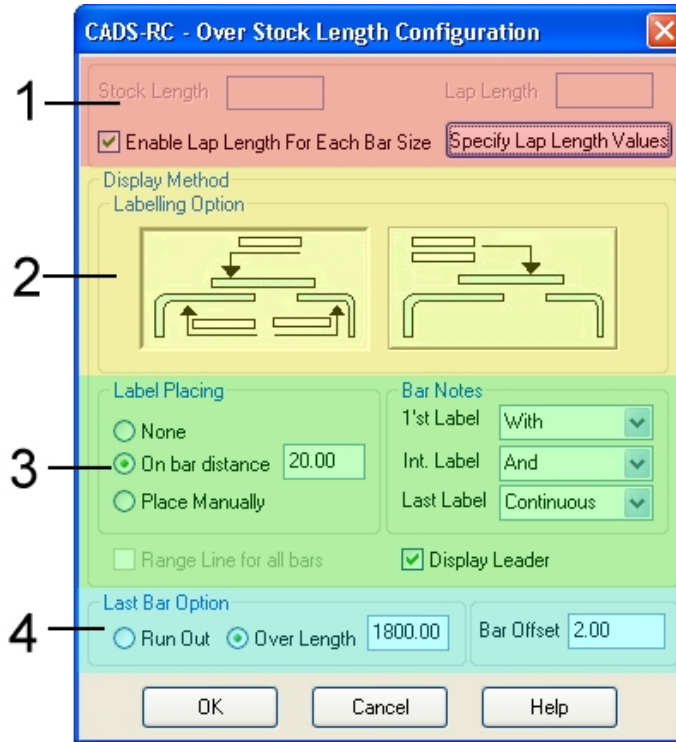 CADS-RC - Over Stock Length Configuration
1
Stock Length
Lap Length
Enable Lap Length For Each Bar Size
Specify Lap Length Values
Display Method
Labelling Option
2
Label Placing
None
On bar distance 20.00
Place Manually
3
Bar Notes
1'st Label With
Int. Label And
Last Label Continuous
Range Line for all bars
Display Leader
Last Bar Option
4
Run Out Over Length 1800.00
Bar Offset 2.00
OK
Cancel
Help